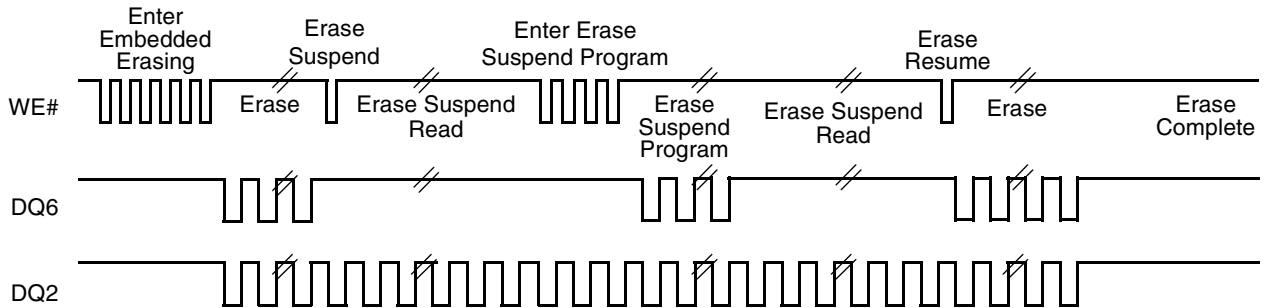 Enter
Embedded
Erasing
Erase
Suspend
Enter Erase
Suspend Program
Erase
Resume
WE#
Erase
Erase Suspend
Read
Erase
Suspend
Program
Erase Suspend
Read
Erase
Erase
Complete
DQ6
DQ2